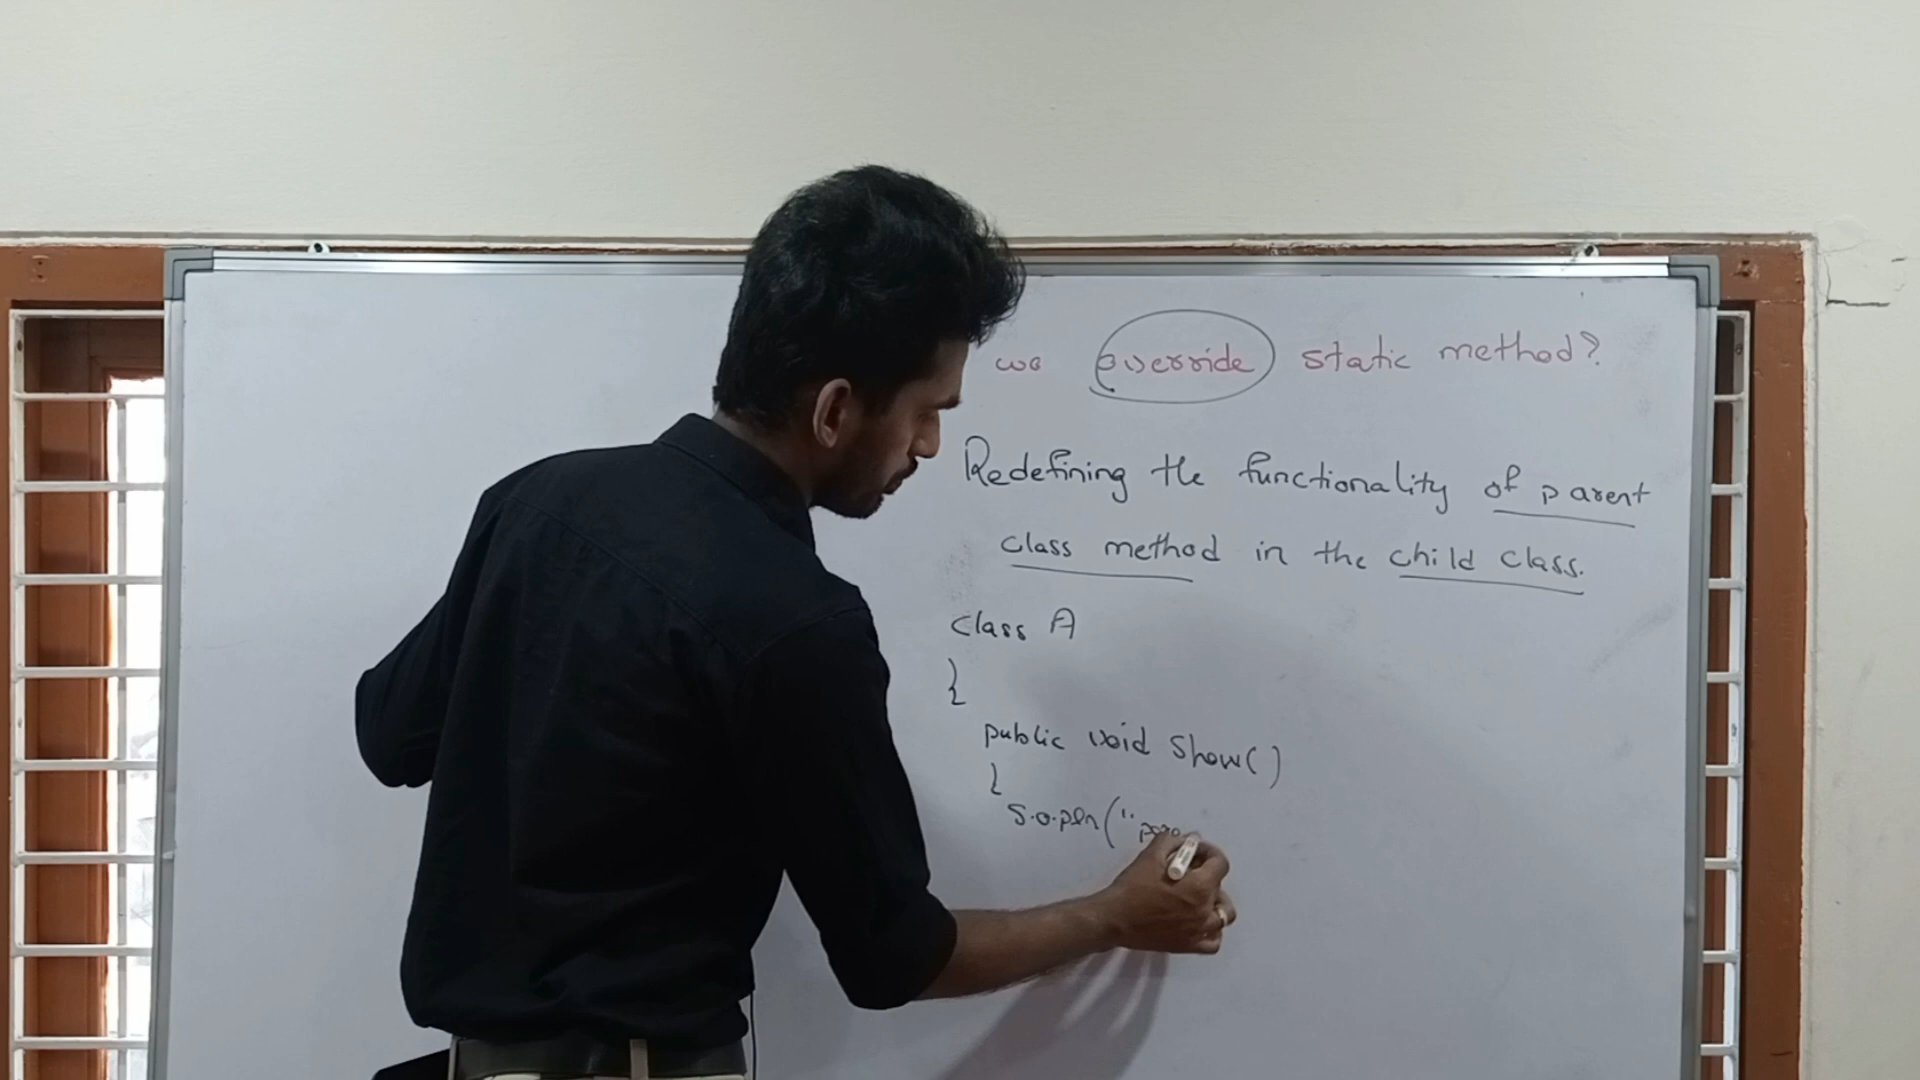 we override static method?
Redefining the functionality of parent
class method in the child class.
class A
{
public void Show()
{
S.o.pln("